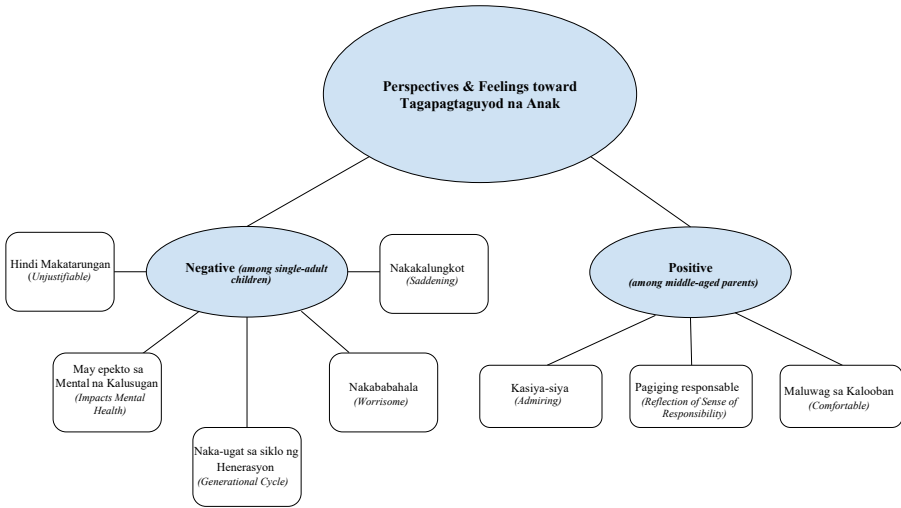 Perspectives & Feelings toward
Tagapagtaguyod na Anak
Negative (among single-adult
children)
Positive
(among middle-aged parents)
Hindi Makatarungan
(Unjustifiable)
Nakakalungkot
(Saddening)
May epekto sa
Mental na Kalusugan
(Impacts Mental
Health)
Naka-ugat sa siklo ng
Henerasyon
(Generational Cycle)
Nakababahala
(Worrisome)
Kasiya-siya
(Admiring)
Pagiging responsable
(Reflection of Sense of
Responsibility)
Maluwag sa Kalooban
(Comfortable)